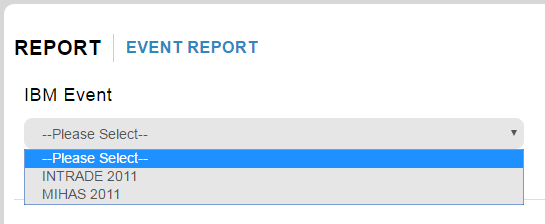 REPORT EVENT REPORT
IBM Event
--Please Select--
--Please Select--
INTRADE 2011
MIHAS 2011